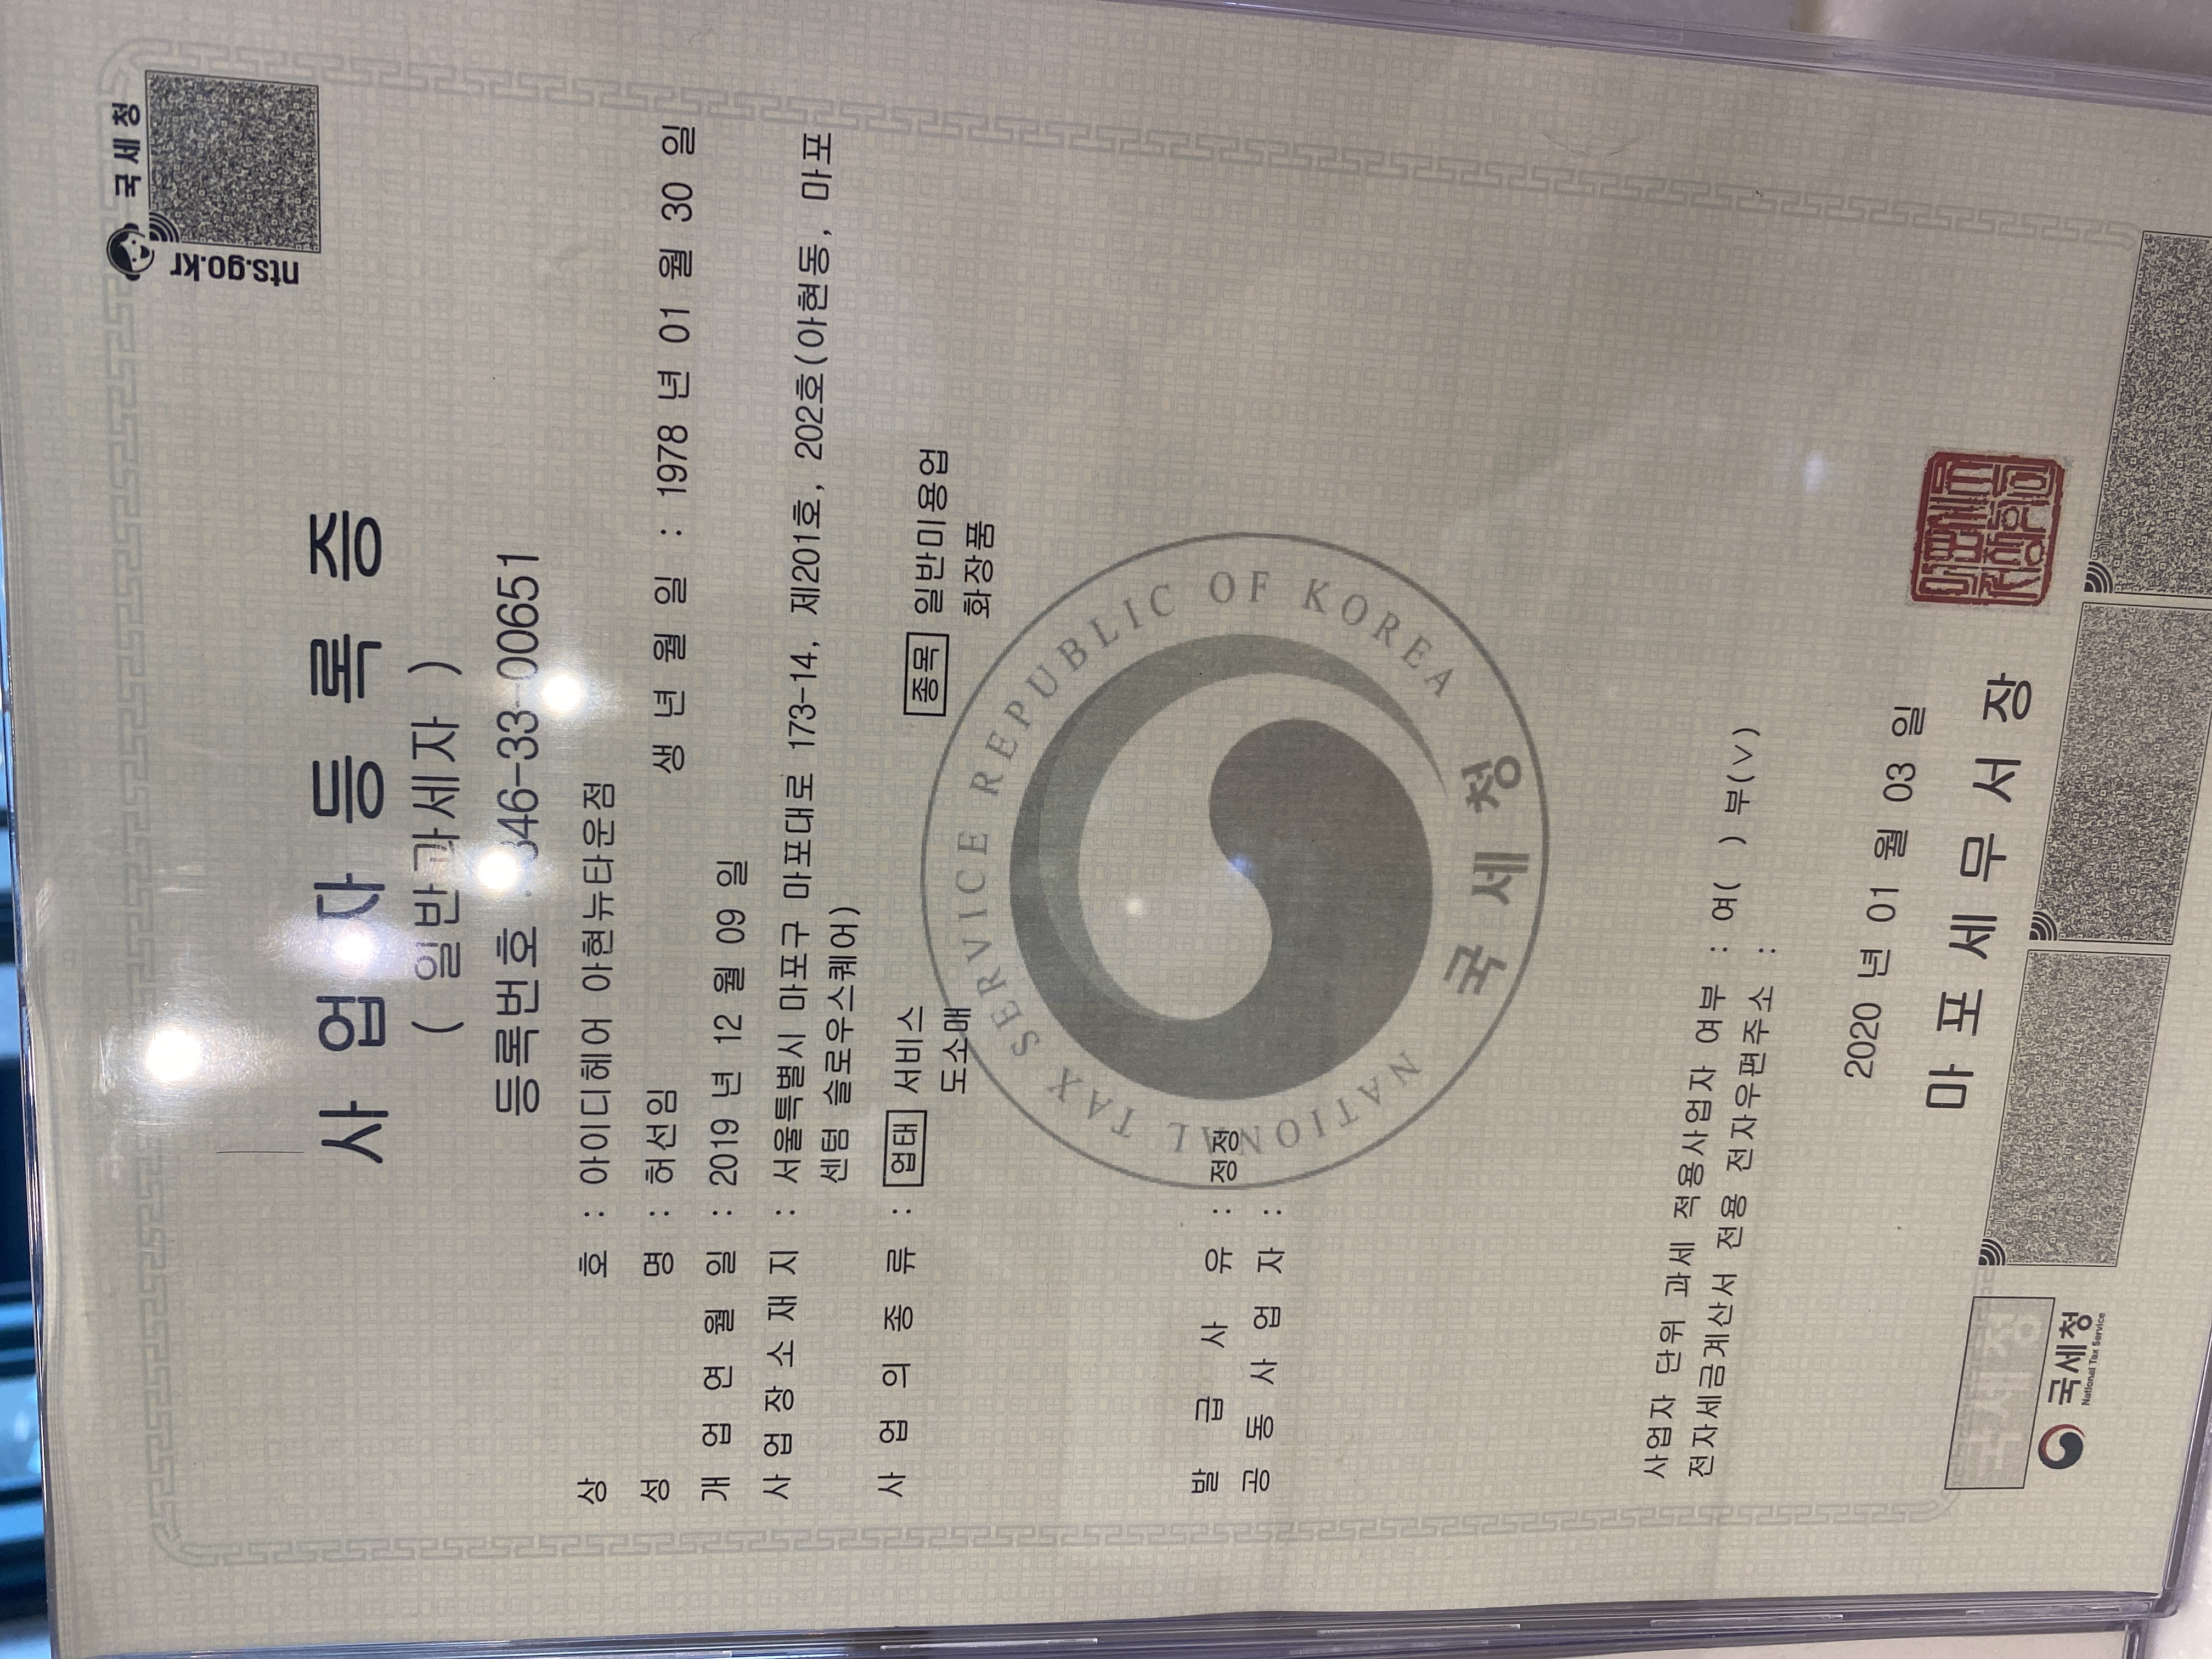 국세청
nts.go.kr
사업자등록증
( 일반과세자 )
등록번호 : 346-33-00651
상 호 : 아이디헤어 아현뉴타운점
성 명 : 허선임 생 년 월 일 : 1978 년 01 월 30 일
개 업 연 월 일 : 2019 년 12 월 09 일
사 업 장 소 재 지 : 서울특별시 마포구 마포대로 173-14, 제201호, 202호(아현동, 마포
센텀 슬로우스퀘어)
사 업 의 종 류 : 업태 서비스 종목 일반미용업
도소매 화장품
NATIONAL TAX SERVICE REPUBLIC OF KOREA
국세청
발 급 사 유 : 정정
공 동 사 업 자 :
사업자 단위 과세 적용사업자 여부 : 여( ) 부(v)
전자세금계산서 전용 전자우편주소 :
2020 년 01 월 03 일
마 포 세 무 서 장
국세청
국세청
National Tax Service